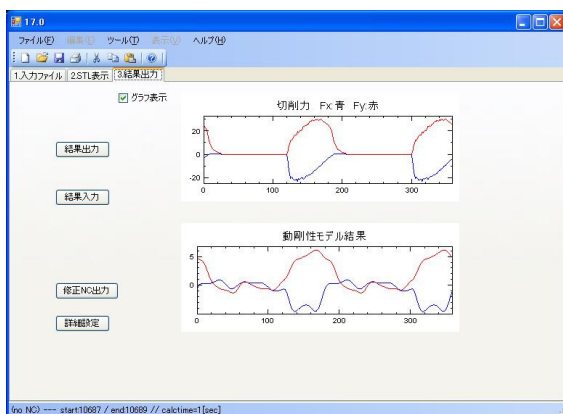 17.0
ファイル(F) 編集(E) ツール(T) 表示(V) ヘルプ(H)
1.入力ファイル 2.STL表示 3.結果出力
グラフ表示
切削力 Fx:青 Fy:赤
20
0
-20
0 100 200 300
結果出力
結果入力
動剛性モデル結果
5
0
0 100 200 300
修正NC出力
詳細設定
(no NC) --- start:10687 / end:10689 // calctime=1[sec]